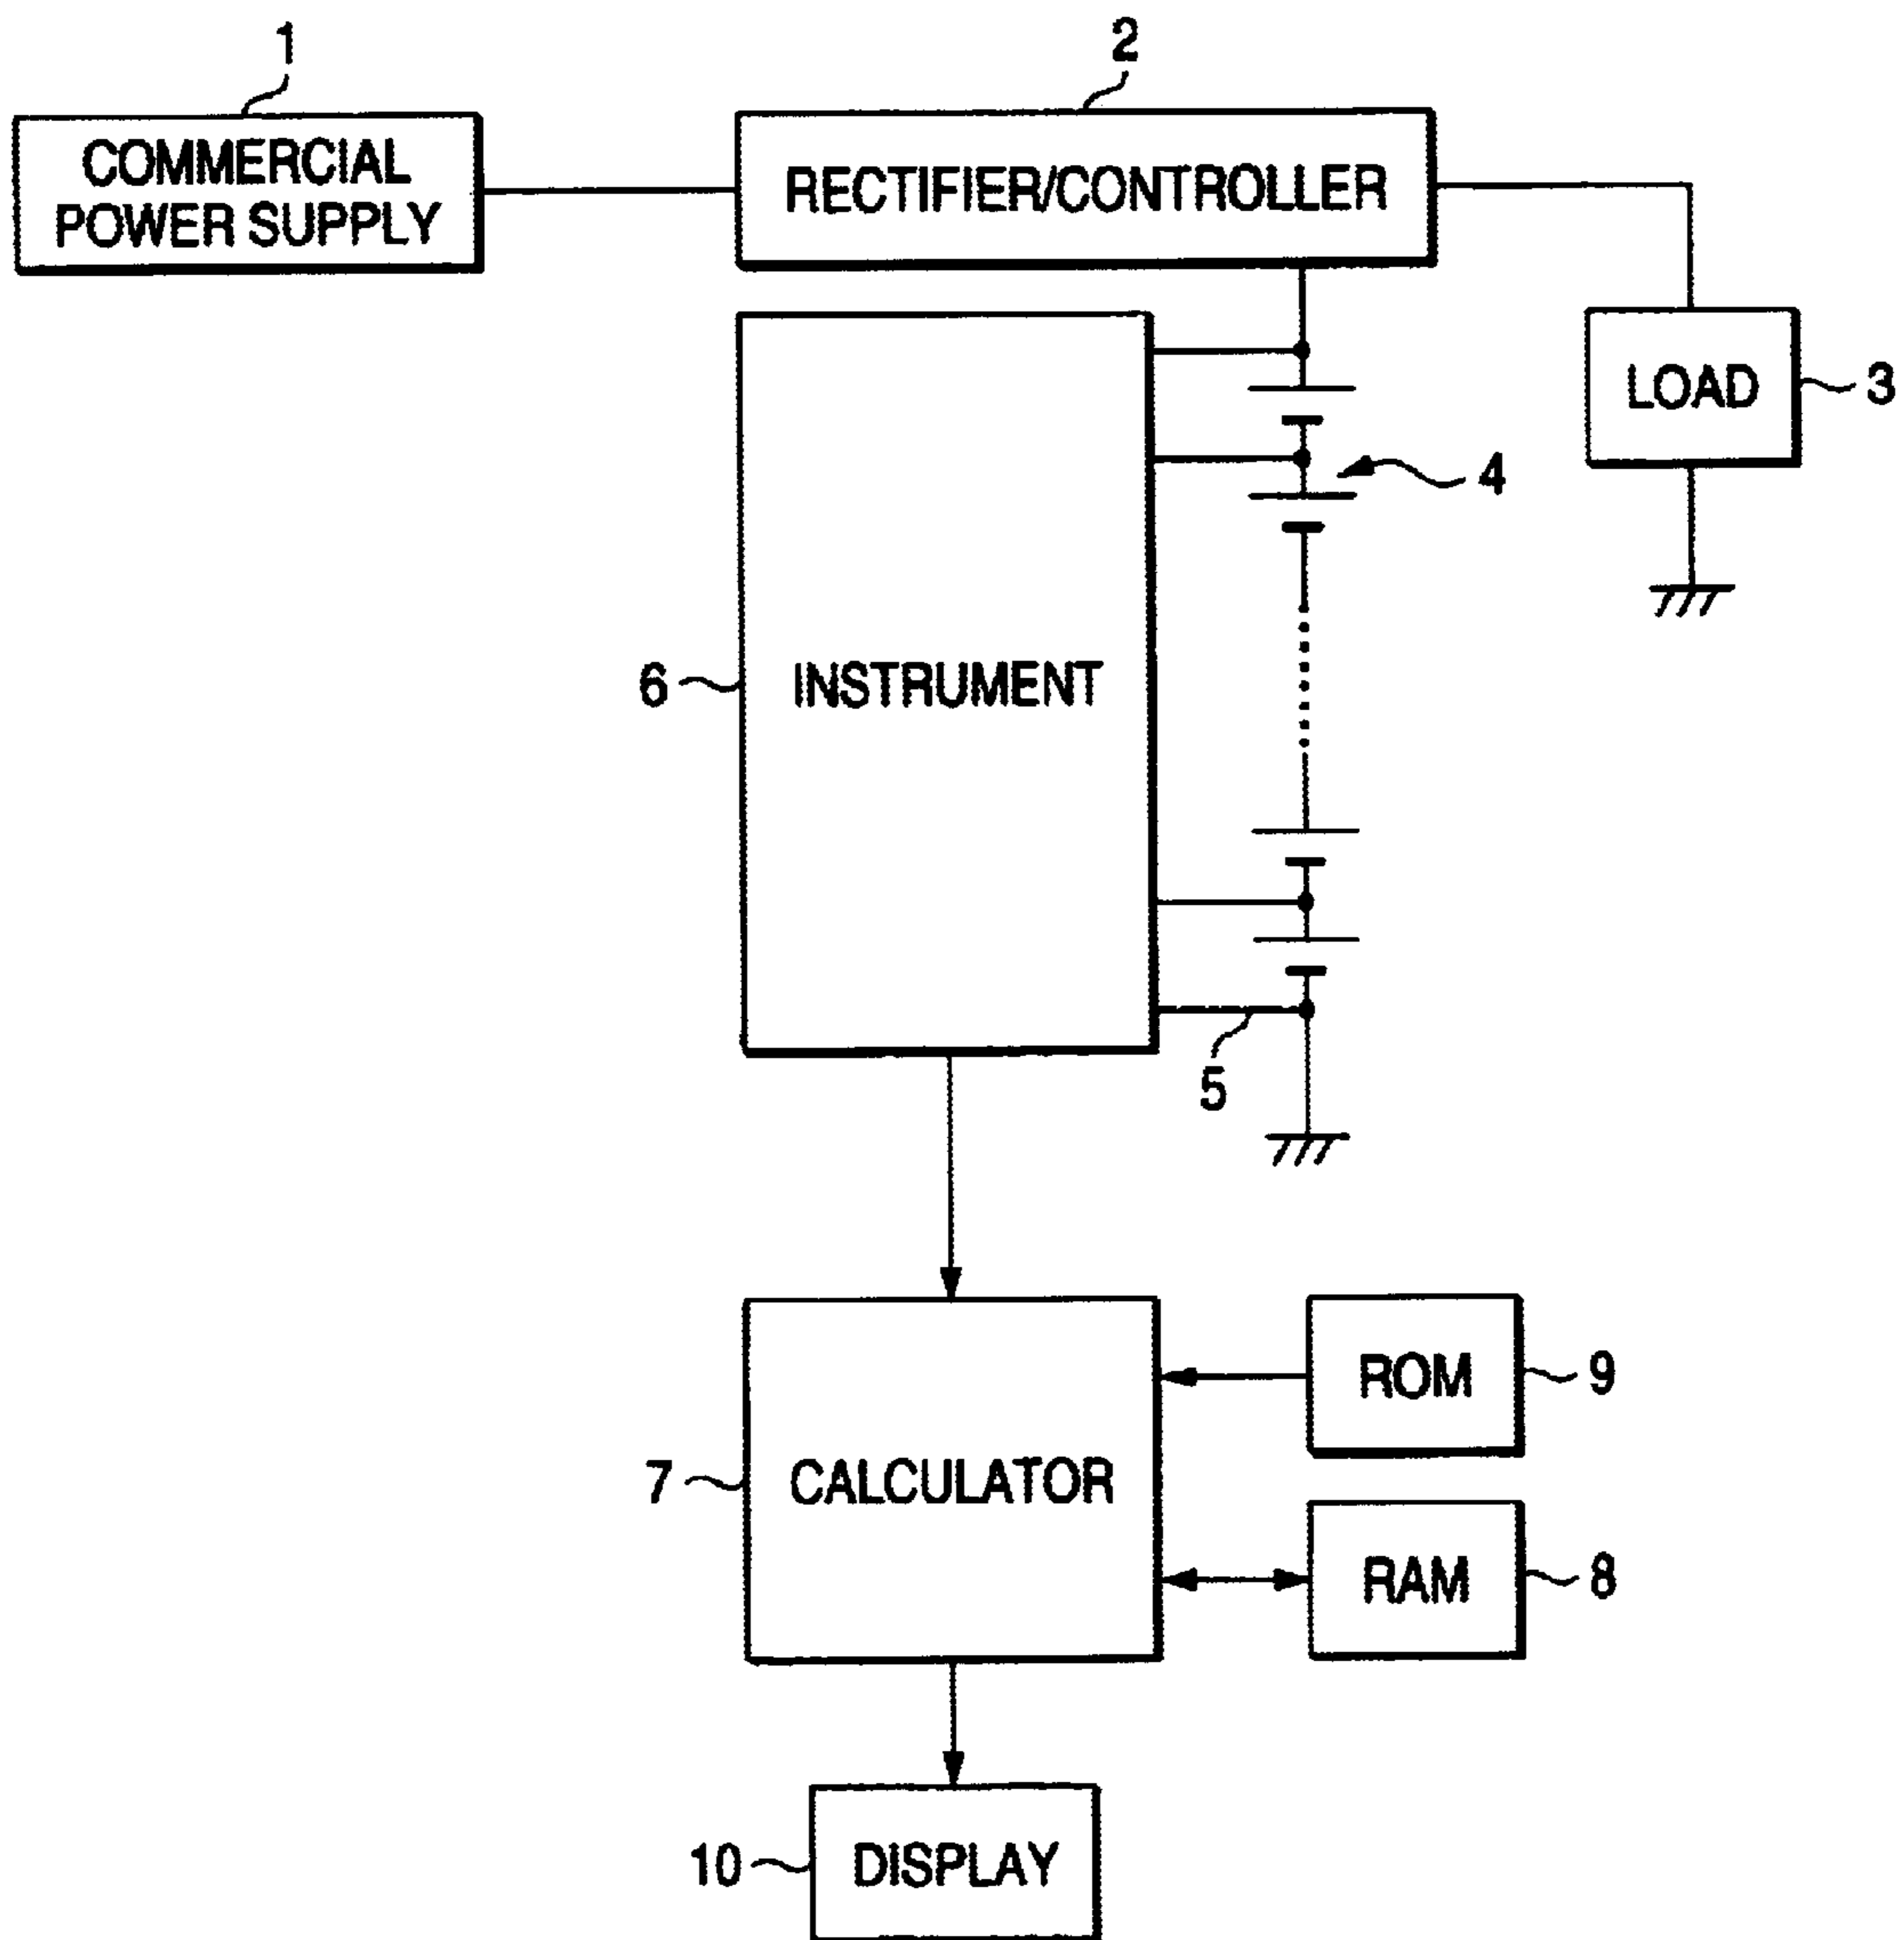 1
2
COMMERCIAL
POWER SUPPLY
RECTIFIER/CONTROLLER
LOAD
3
4
6
INSTRUMENT
5
ROM
9
7
CALCULATOR
RAM
8
10
DISPLAY